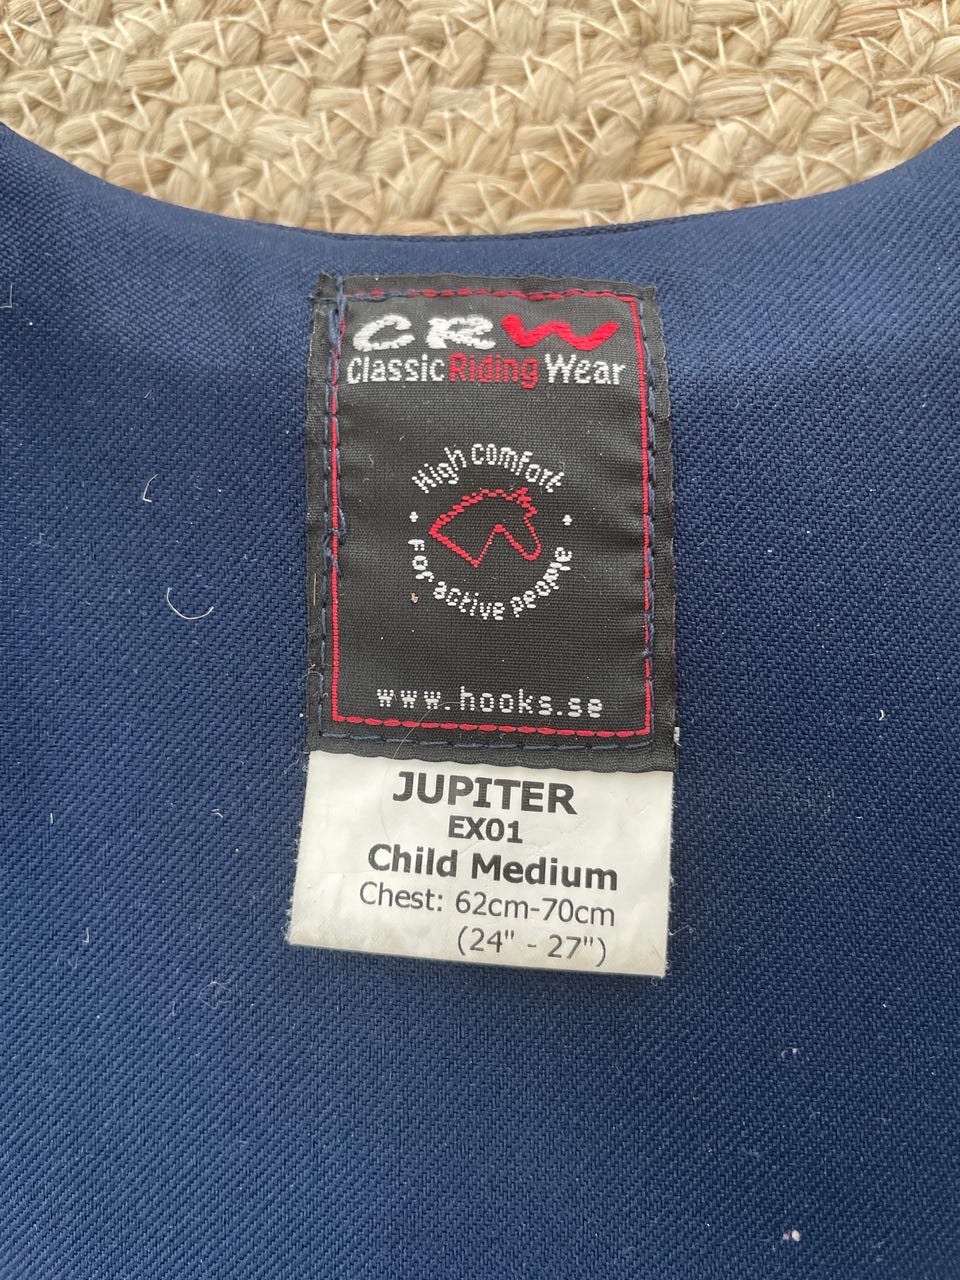 CRW
Classic Riding Wear
High comfort
For active people
www.hooks.se
JUPITER
EX01
Child Medium
Chest: 62cm-70cm
(24" - 27")